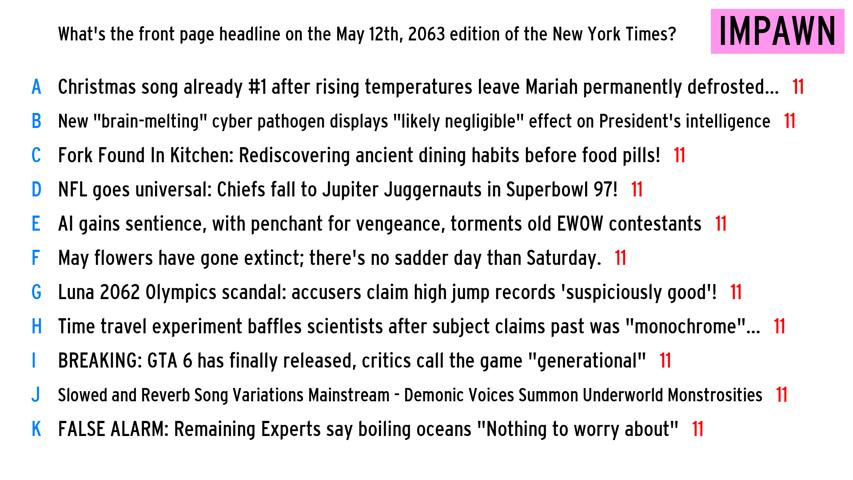 What's the front page headline on the May 12th, 2063 edition of the New York Times?
IMPAWN
A Christmas song already #1 after rising temperatures leave Mariah permanently defrosted... 11
B New "brain-melting" cyber pathogen displays "likely negligible" effect on President's intelligence 11
C Fork Found In Kitchen: Rediscovering ancient dining habits before food pills! 11
D NFL goes universal: Chiefs fall to Jupiter Juggernauts in Superbowl 97! 11
E AI gains sentience, with penchant for vengeance, torments old EWOW contestants 11
F May flowers have gone extinct; there's no sadder day than Saturday. 11
G Luna 2062 Olympics scandal: accusers claim high jump records 'suspiciously good'! 11
H Time travel experiment baffles scientists after subject claims past was "monochrome"... 11
I BREAKING: GTA 6 has finally released, critics call the game "generational" 11
J Slowed and Reverb Song Variations Mainstream - Demonic Voices Summon Underworld Monstrosities 11
K FALSE ALARM: Remaining Experts say boiling oceans "Nothing to worry about" 11